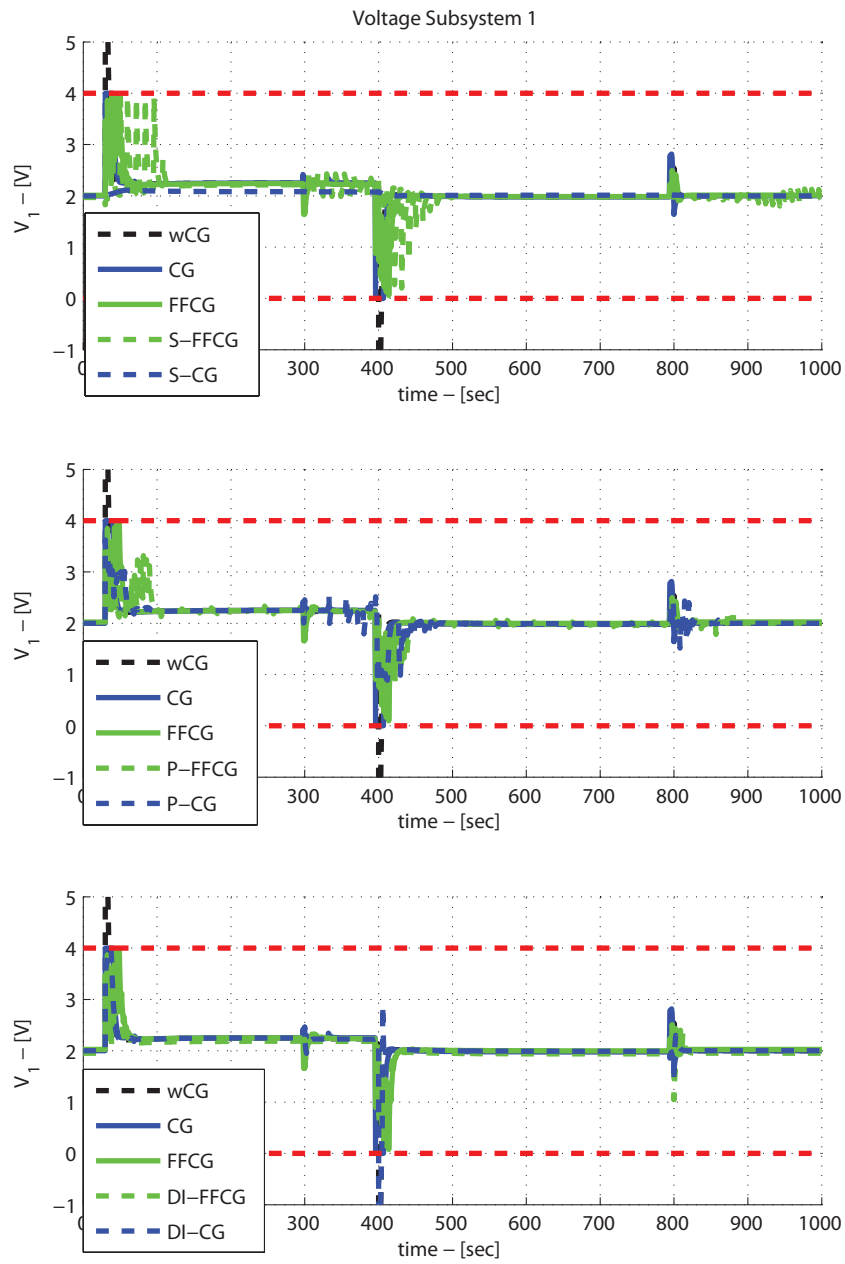 Voltage Subsystem 1
5
4
3
2
1
0
−1
V1 − [V]
wCG
CG
FFCG
S−FFCG
S−CG
0 300 400 500 600 700 800 900 1000
time − [sec]
5
4
3
2
1
0
−1
V1 − [V]
wCG
CG
FFCG
P−FFCG
P−CG
0 300 400 500 600 700 800 900 1000
time − [sec]
5
4
3
2
1
0
−1
V1 − [V]
wCG
CG
FFCG
DI−FFCG
DI−CG
0 300 400 500 600 700 800 900 1000
time − [sec]